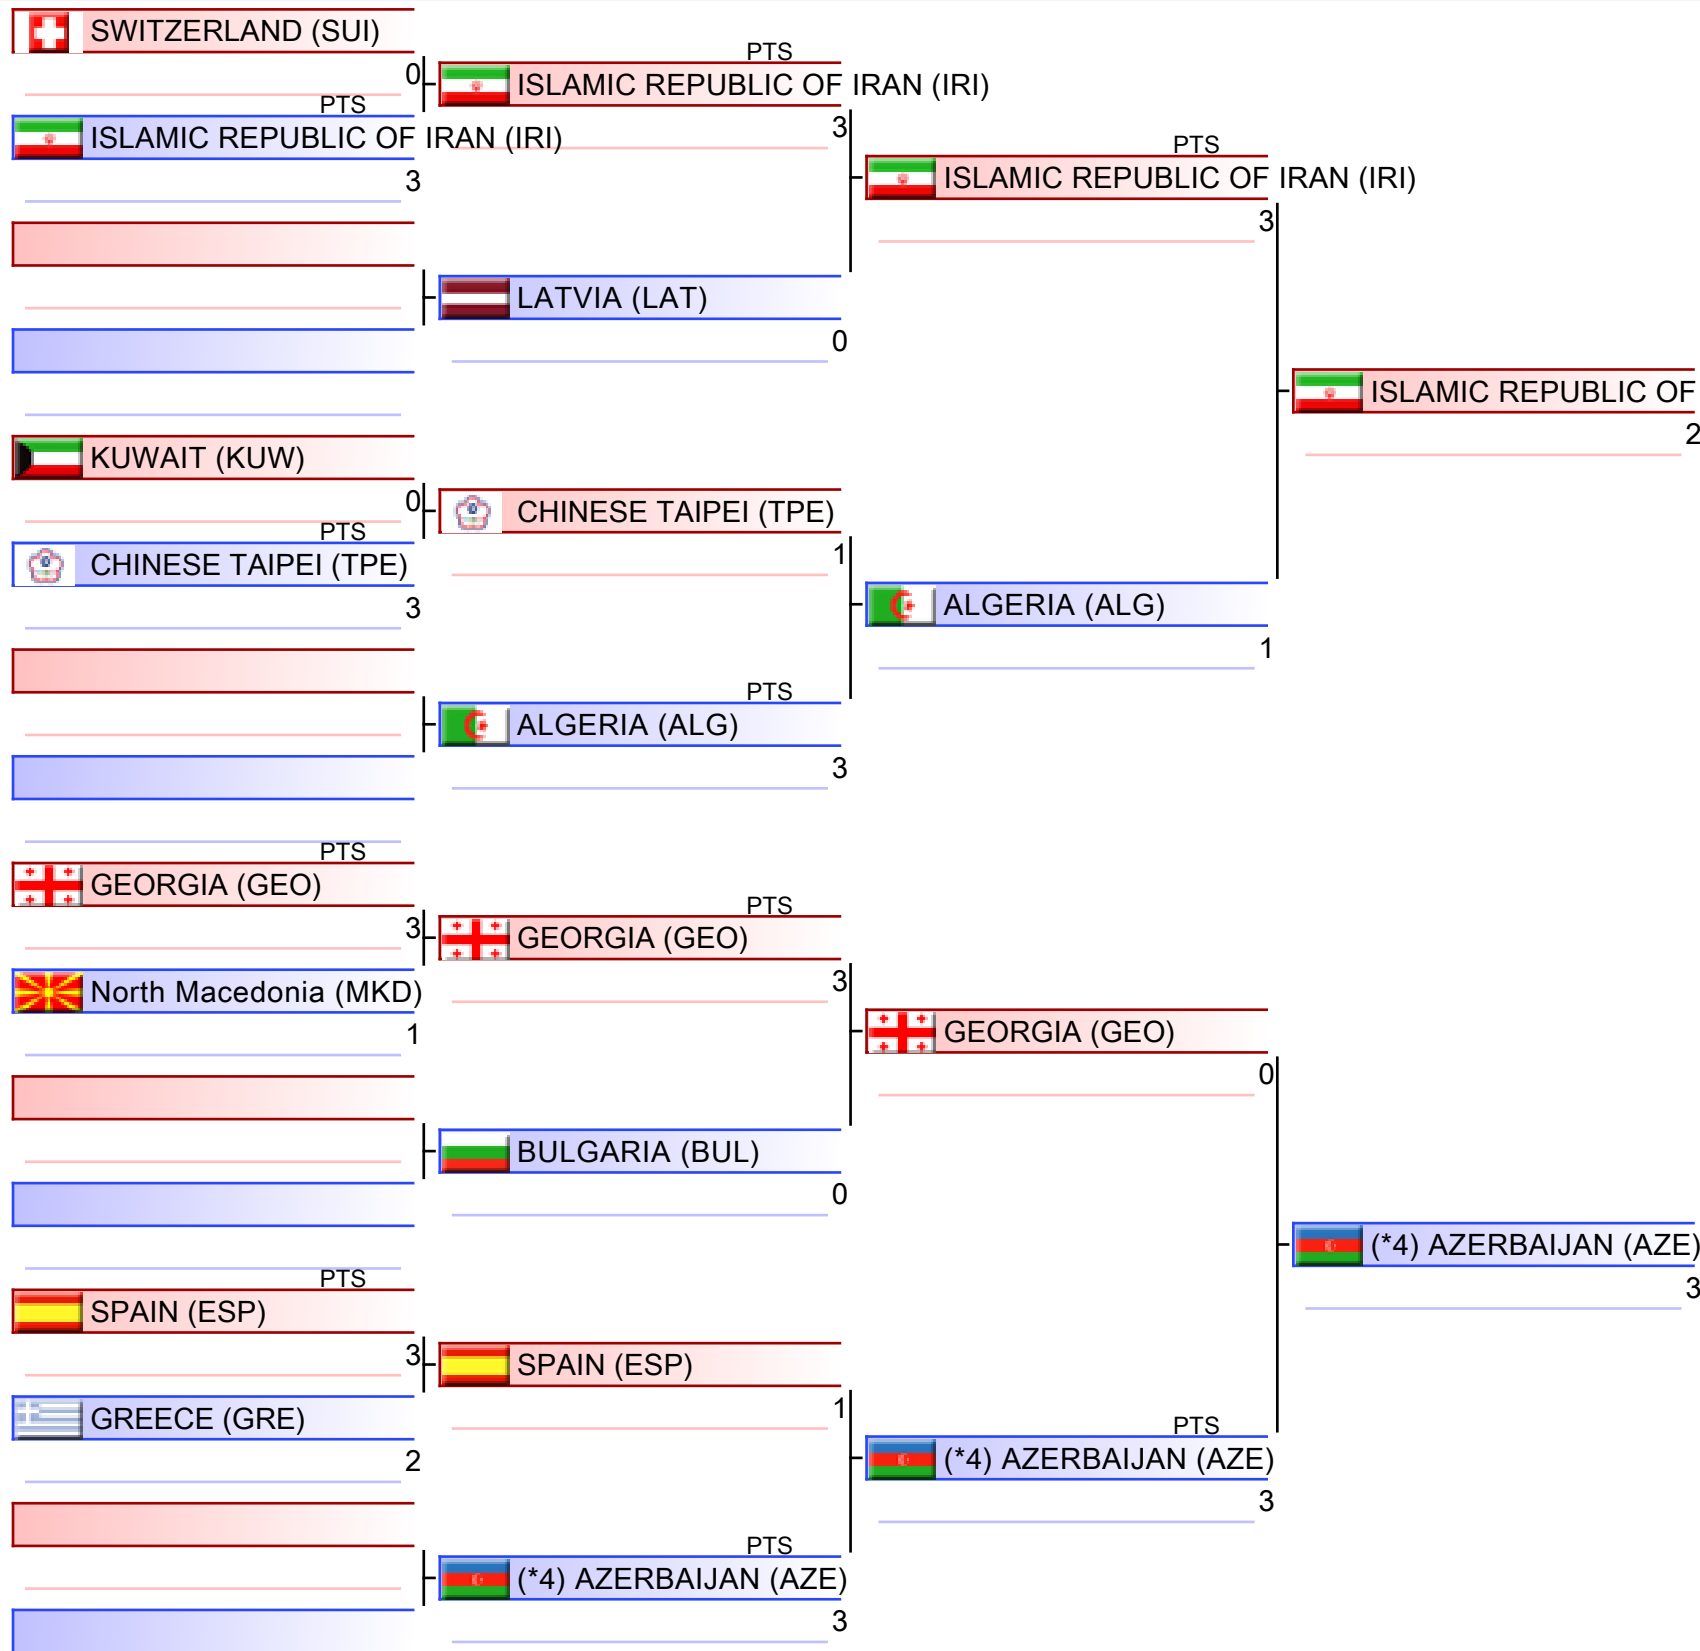 SWITZERLAND (SUI)
0
PTS
ISLAMIC REPUBLIC OF IRAN (IRI)
3
KUWAIT (KUW)
0
PTS
CHINESE TAIPEI (TPE)
3
PTS
GEORGIA (GEO)
3
North Macedonia (MKD)
1
PTS
SPAIN (ESP)
3
GREECE (GRE)
2
PTS
ISLAMIC REPUBLIC OF IRAN (IRI)
3
LATVIA (LAT)
0
CHINESE TAIPEI (TPE)
1
PTS
ALGERIA (ALG)
3
PTS
GEORGIA (GEO)
3
BULGARIA (BUL)
0
SPAIN (ESP)
1
PTS
(*4) AZERBAIJAN (AZE)
3
PTS
ISLAMIC REPUBLIC OF IRAN (IRI)
3
ALGERIA (ALG)
1
GEORGIA (GEO)
0
PTS
(*4) AZERBAIJAN (AZE)
3
ISLAMIC REPUBLIC OF
2
(*4) AZERBAIJAN (AZE)
3